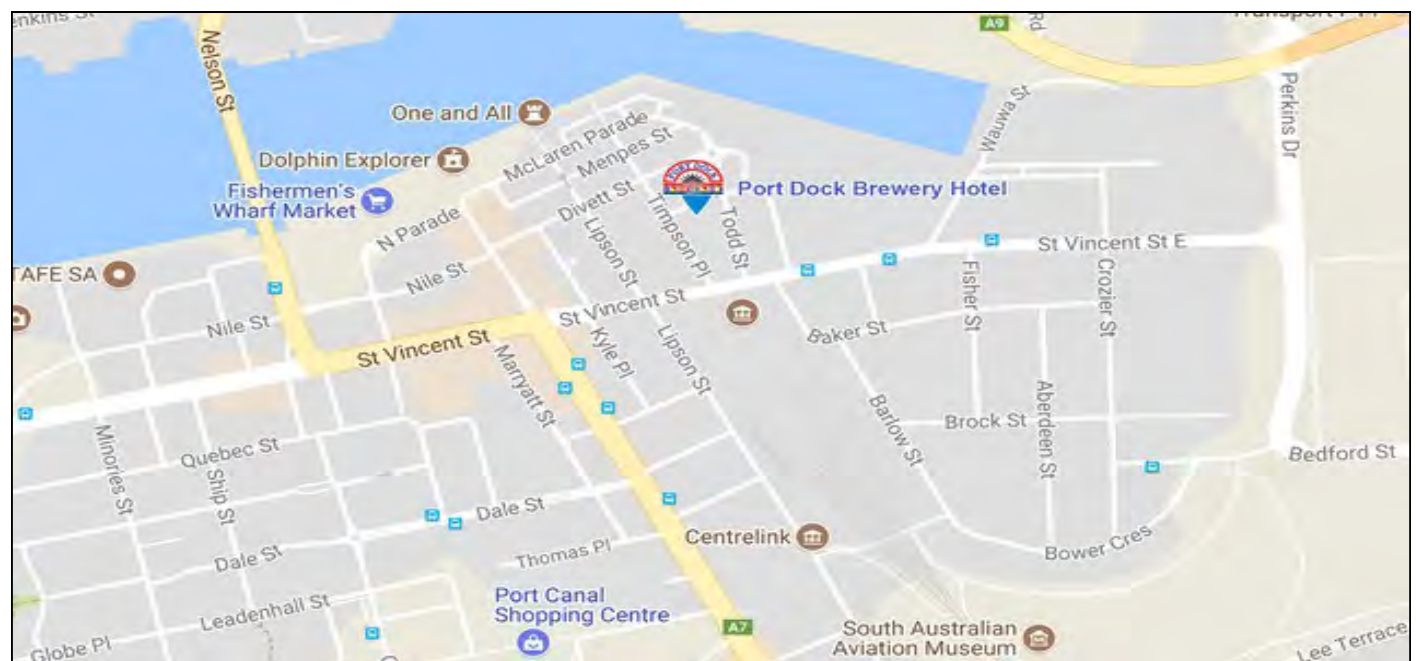 enkins St
Nelson St
A9
Rd
Perkins Dr
Wauwa St
One and All
McLaren Parade
Menpes St
Dolphin Explorer
Fishermen's
Wharf Market
Divett St
PORT DOCK
Port Dock Brewery Hotel
N Parade
Timpson Pl
Todd St
Lipson St
St Vincent St E
TAFE SA
Nile St
Nile St
Fisher St
Crozier St
St Vincent St
St Vincent St
Baker St
Kyle Pl
Lipson St
Marryatt St
Aberdeen St
Barlow St
Brock St
Minories St
Quebec St
Ship St
Bedford St
Dale St
Dale St
Centrelink
Bower Cres
Thomas Pl
Port Canal
Shopping Centre
Leadenhall St
A7
South Australian
Aviation Museum
Globe Pl
Lee Terrace